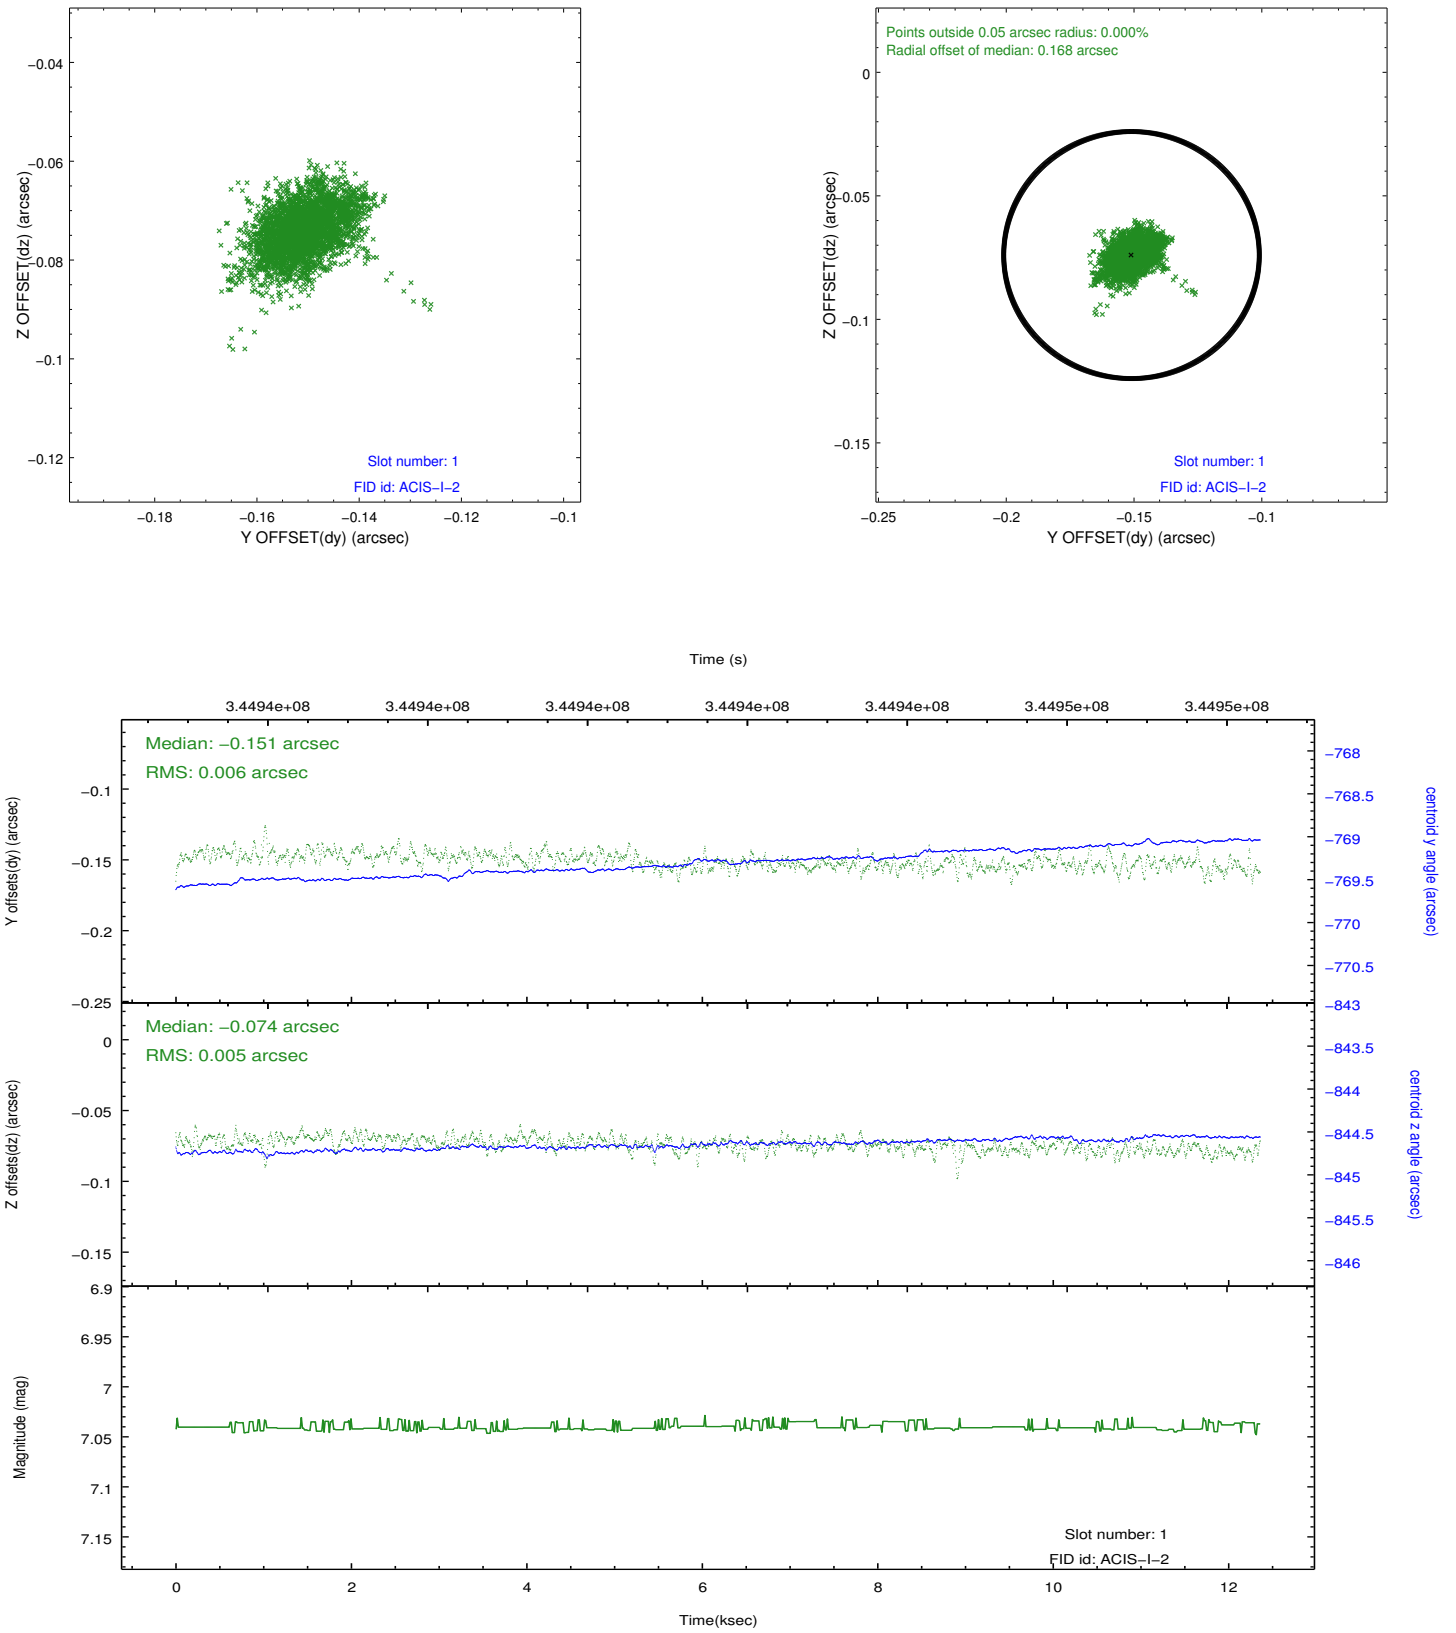 −0.04
−0.06
−0.08
−0.1
−0.12
Z OFFSET(dz) (arcsec)
Slot number: 1
FID id: ACIS−I−2
−0.18
−0.16
−0.14
−0.12
−0.1
Y OFFSET(dy) (arcsec)
Points outside 0.05 arcsec radius: 0.000%
Radial offset of median: 0.168 arcsec
0
−0.05
−0.1
−0.15
Z OFFSET(dz) (arcsec)
Slot number: 1
FID id: ACIS−I−2
−0.25
−0.2
−0.15
−0.1
Y OFFSET(dy) (arcsec)
Time (s)
3.4494e+08
3.4494e+08
3.4494e+08
3.4494e+08
3.4494e+08
3.4495e+08
3.4495e+08
Median: −0.151 arcsec
RMS: 0.006 arcsec
−0.1
−0.15
−0.2
−0.25
Y offsets(dy) (arcsec)
−768
−768.5
−769
−769.5
−770
−770.5
centroid y angle (arcsec)
Median: −0.074 arcsec
RMS: 0.005 arcsec
0
−0.05
−0.1
−0.15
Z offsets(dz) (arcsec)
−843
−843.5
−844
−844.5
−845
−845.5
−846
centroid z angle (arcsec)
6.9
6.95
7
7.05
7.1
7.15
Magnitude (mag)
Slot number: 1
FID id: ACIS−I−2
0
2
4
6
8
10
12
Time(ksec)